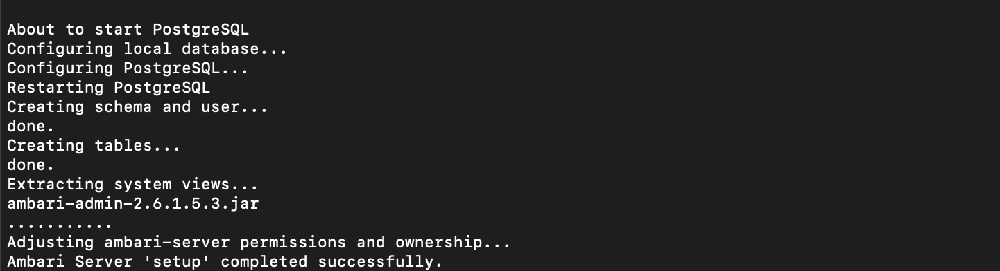 About to start PostgreSQL
Configuring local database...
Configuring PostgreSQL...
Restarting PostgreSQL
Creating schema and user...
done.
Creating tables...
done.
Extracting system views...
ambari-admin-2.6.1.5.3.jar
...........
Adjusting ambari-server permissions and ownership...
Ambari Server 'setup' completed successfully.